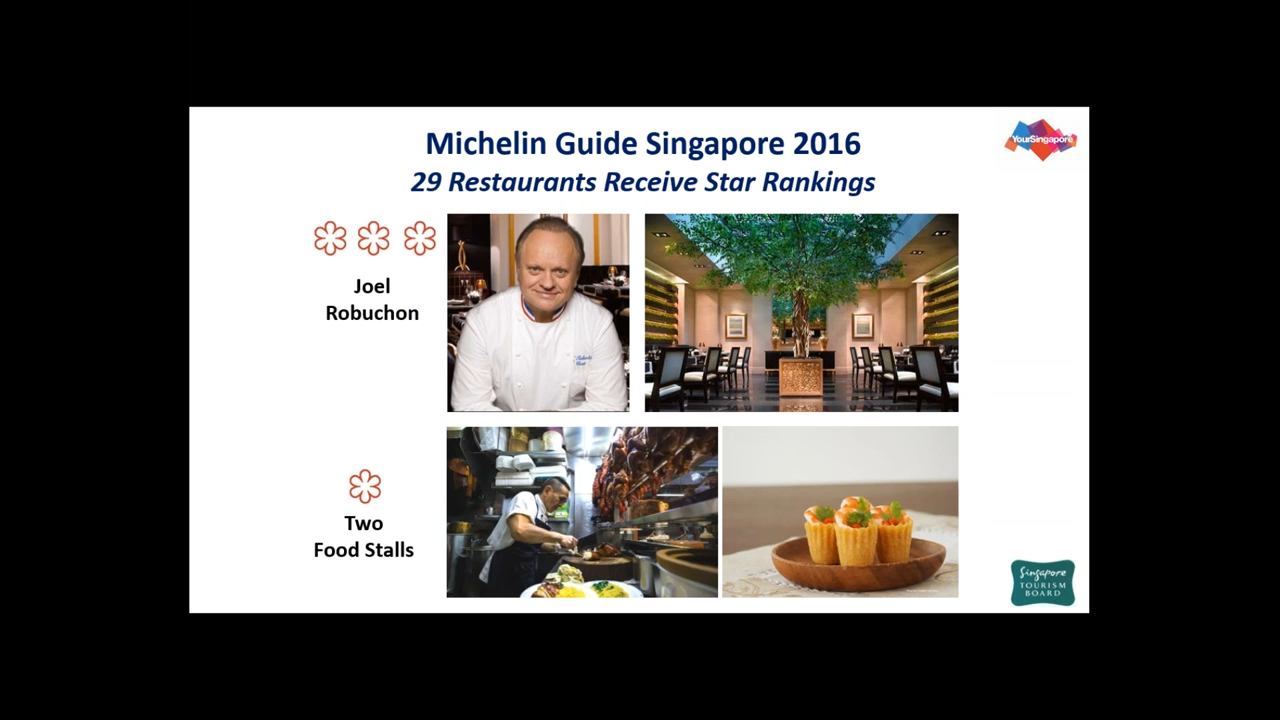 Michelin Guide Singapore 2016
29 Restaurants Receive Star Rankings
YourSingapore
Joel
Robuchon
Two
Food Stalls
Singapore
TOURISM
BOARD